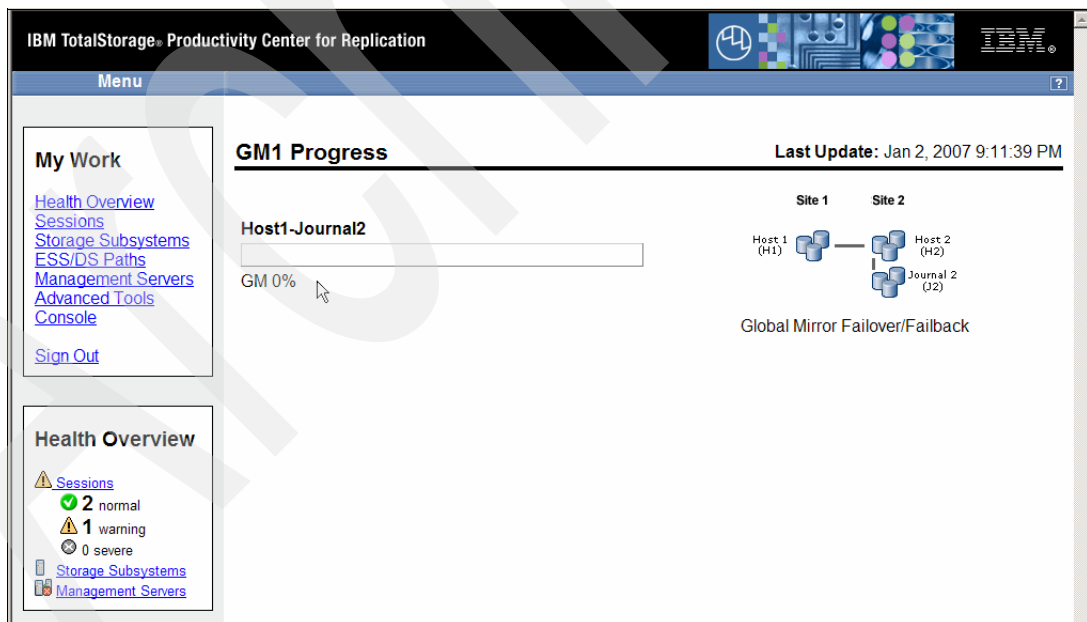 IBM TotalStorage® Productivity Center for Replication
IBM®
Menu
?
My Work
Health Overview
Sessions
Storage Subsystems
ESS/DS Paths
Management Servers
Advanced Tools
Console
Sign Out
Health Overview
Sessions
2 normal
1 warning
0 severe
Storage Subsystems
Management Servers
GM1 Progress
Last Update: Jan 2, 2007 9:11:39 PM
Host1-Journal2
GM 0%
Site 1 Site 2
Host 1
(H1)
Host 2
(H2)
Journal 2
(J2)
Global Mirror Failover/Failback